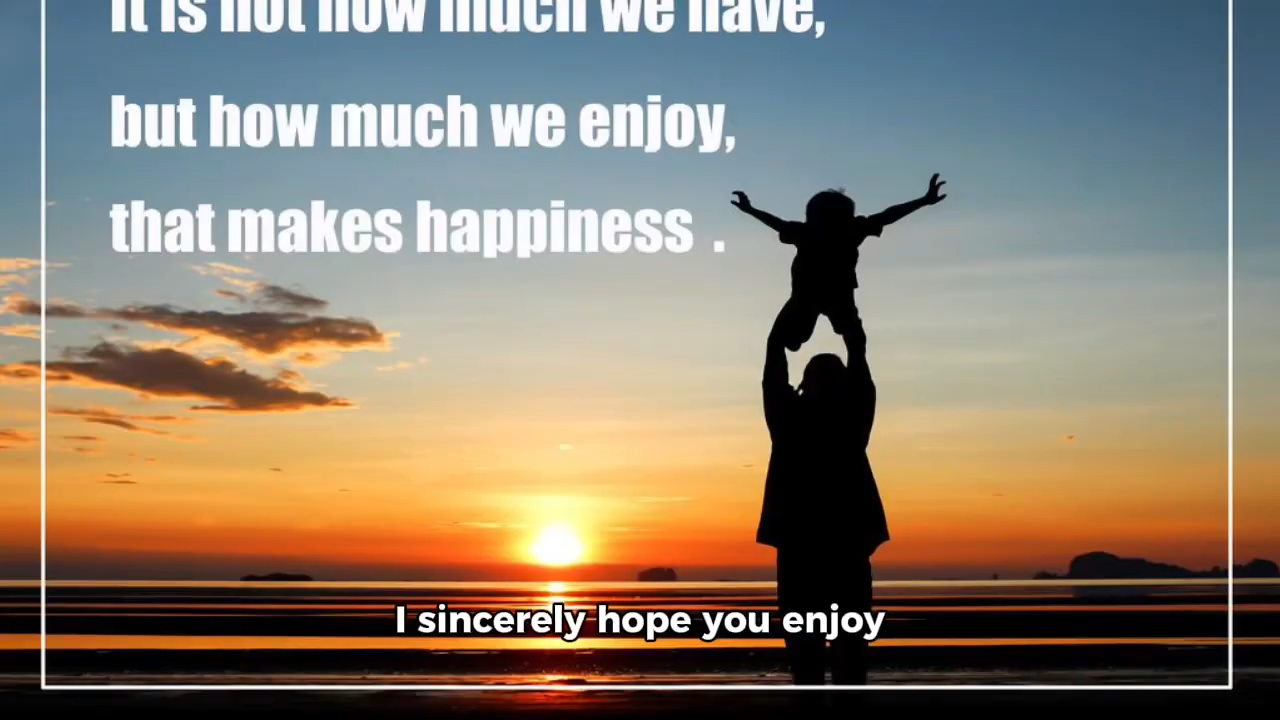 it is not how much we have,
but how much we enjoy,
that makes happiness .
I sincerely hope you enjoy